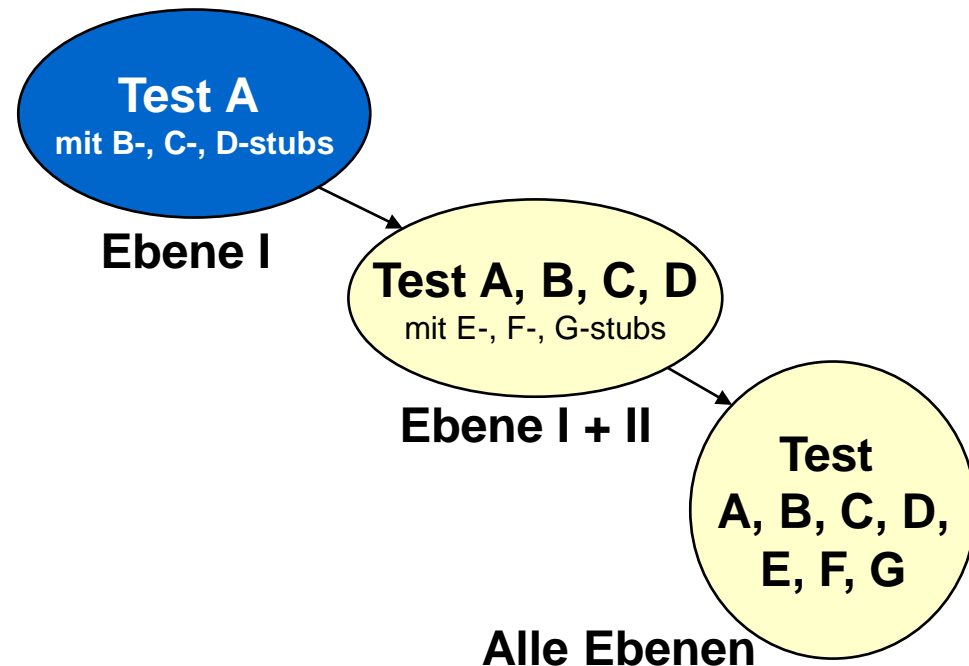 Test A
mit B-, C-, D-stubs
Ebene I
Test A, B, C, D
mit E-, F-, G-stubs
Ebene I + II
Test
A, B, C, D,
E, F, G
Alle Ebenen